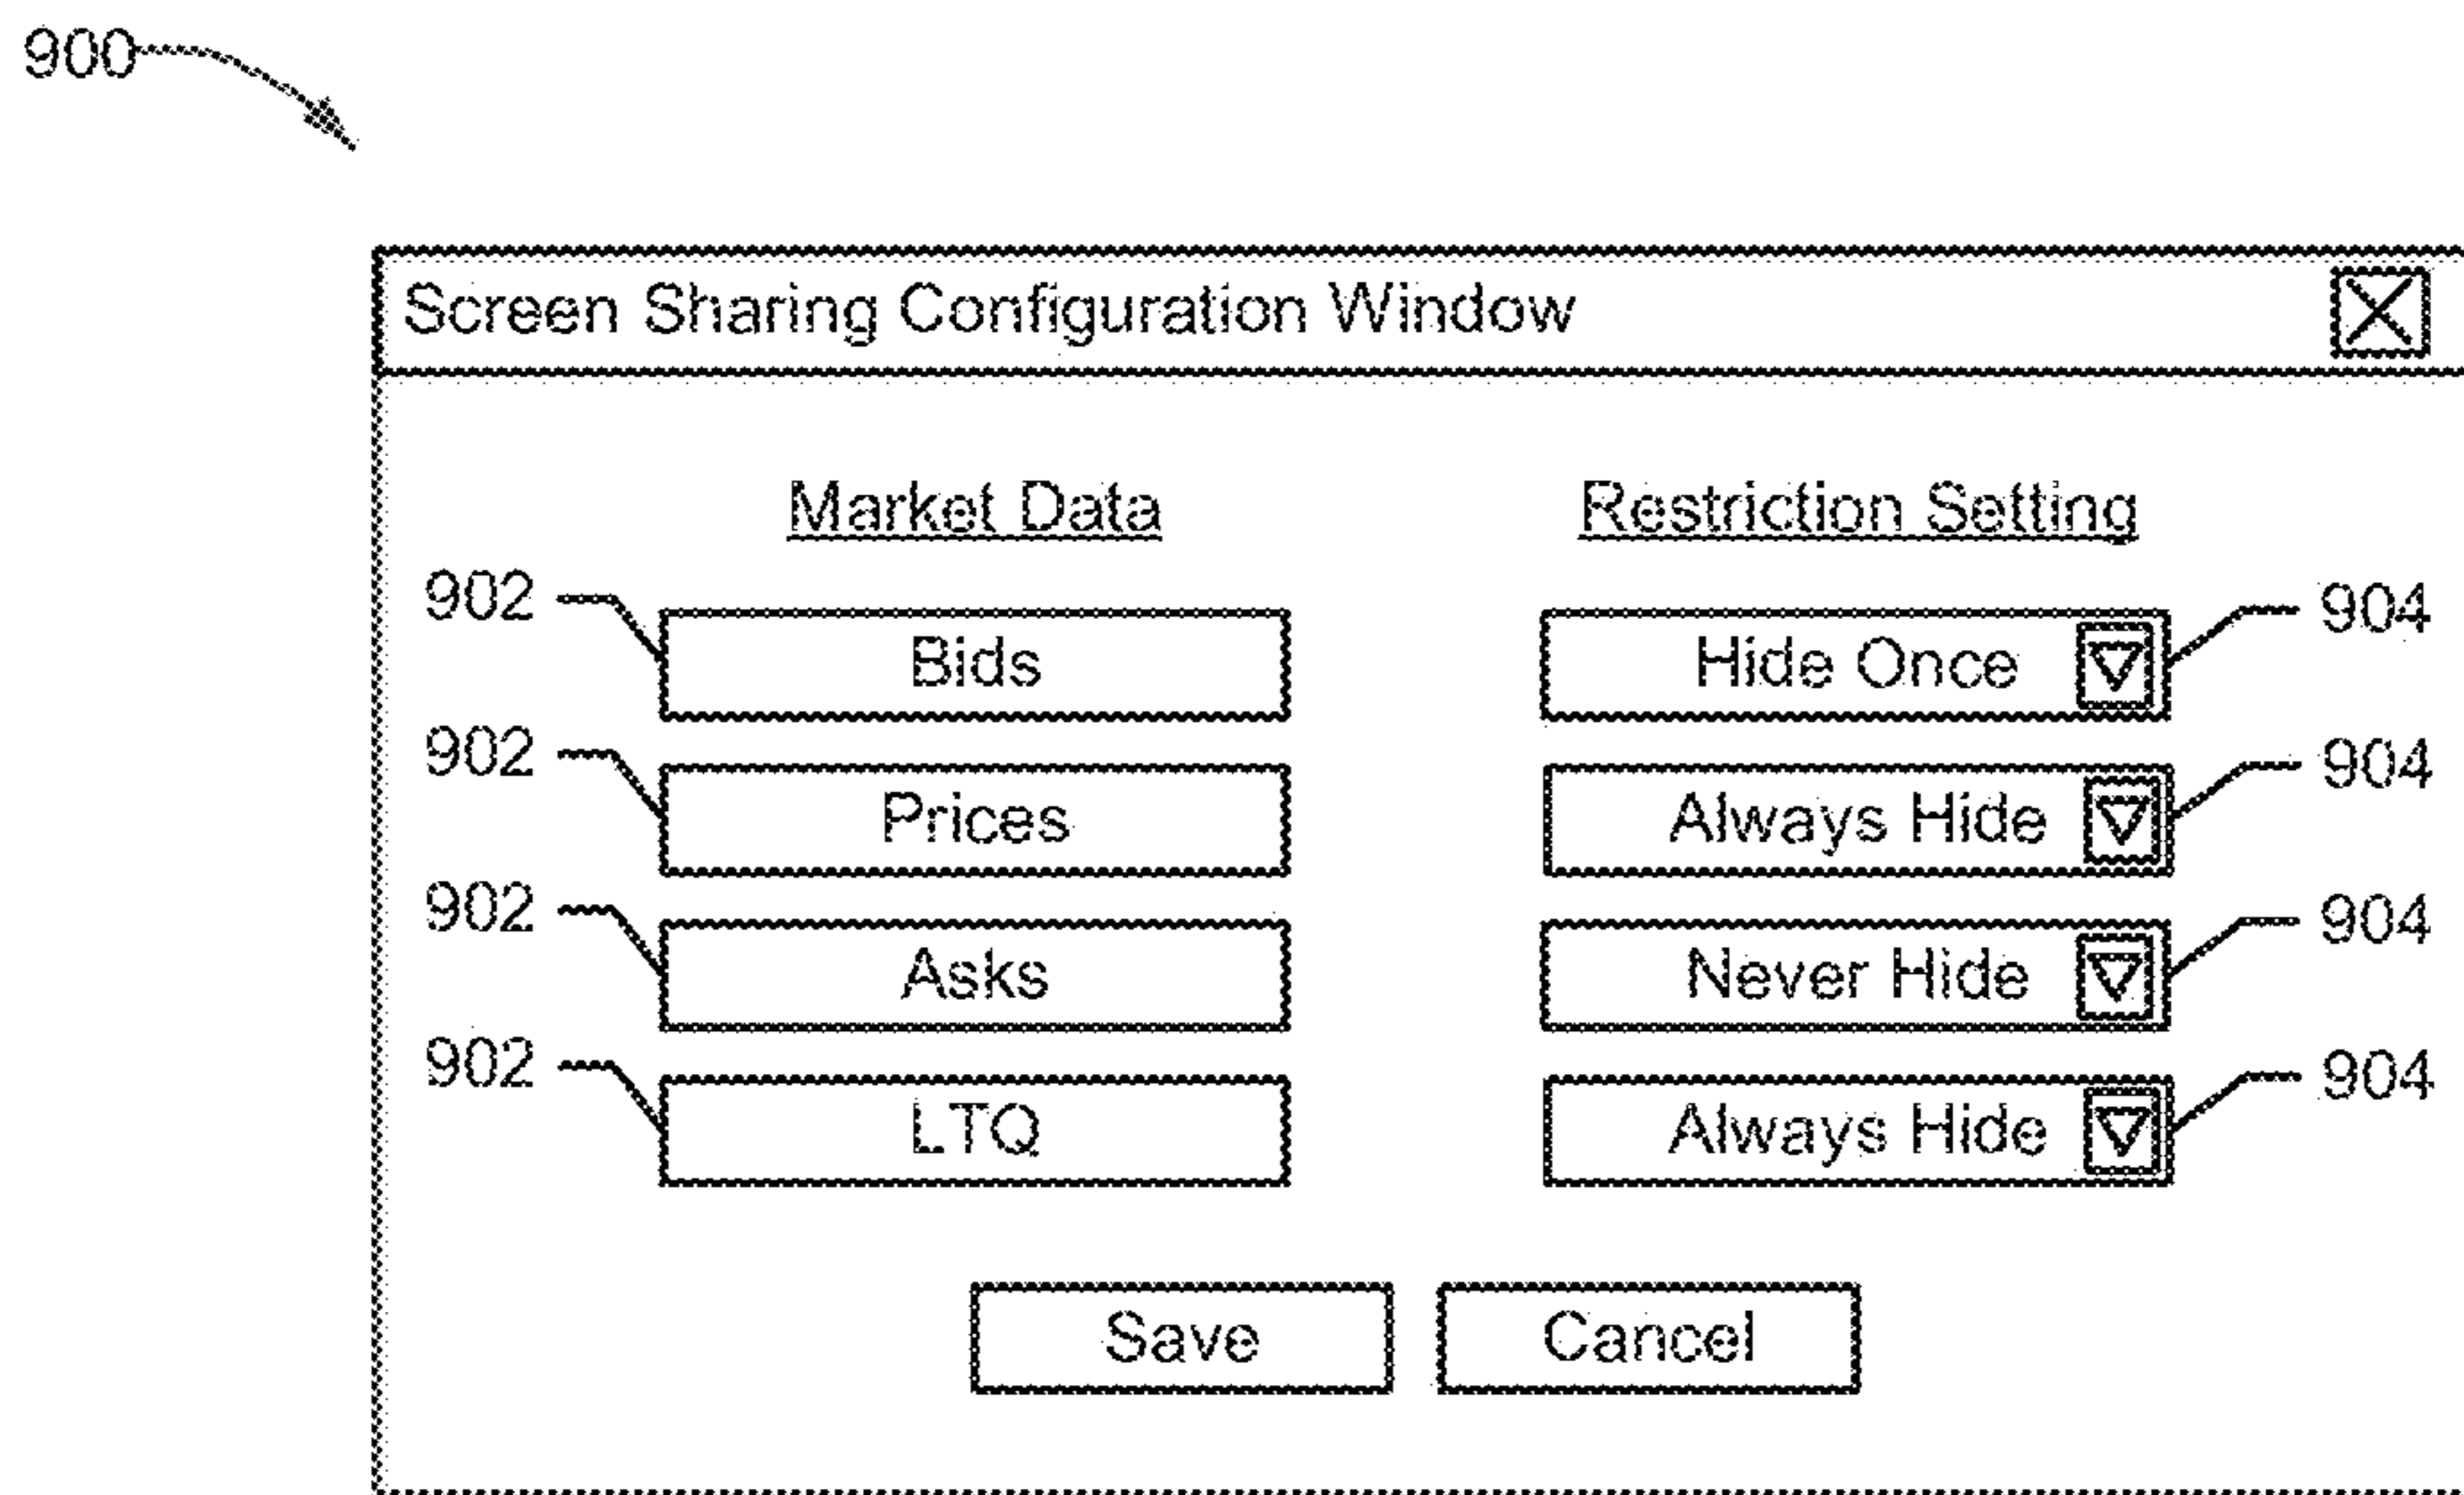 900
Screen Sharing Configuration Window
Market Data Restriction Setting
902 Bids Hide Once 904
902 Prices Always Hide 904
902 Asks Never Hide 904
902 LTQ Always Hide 904
Save Cancel